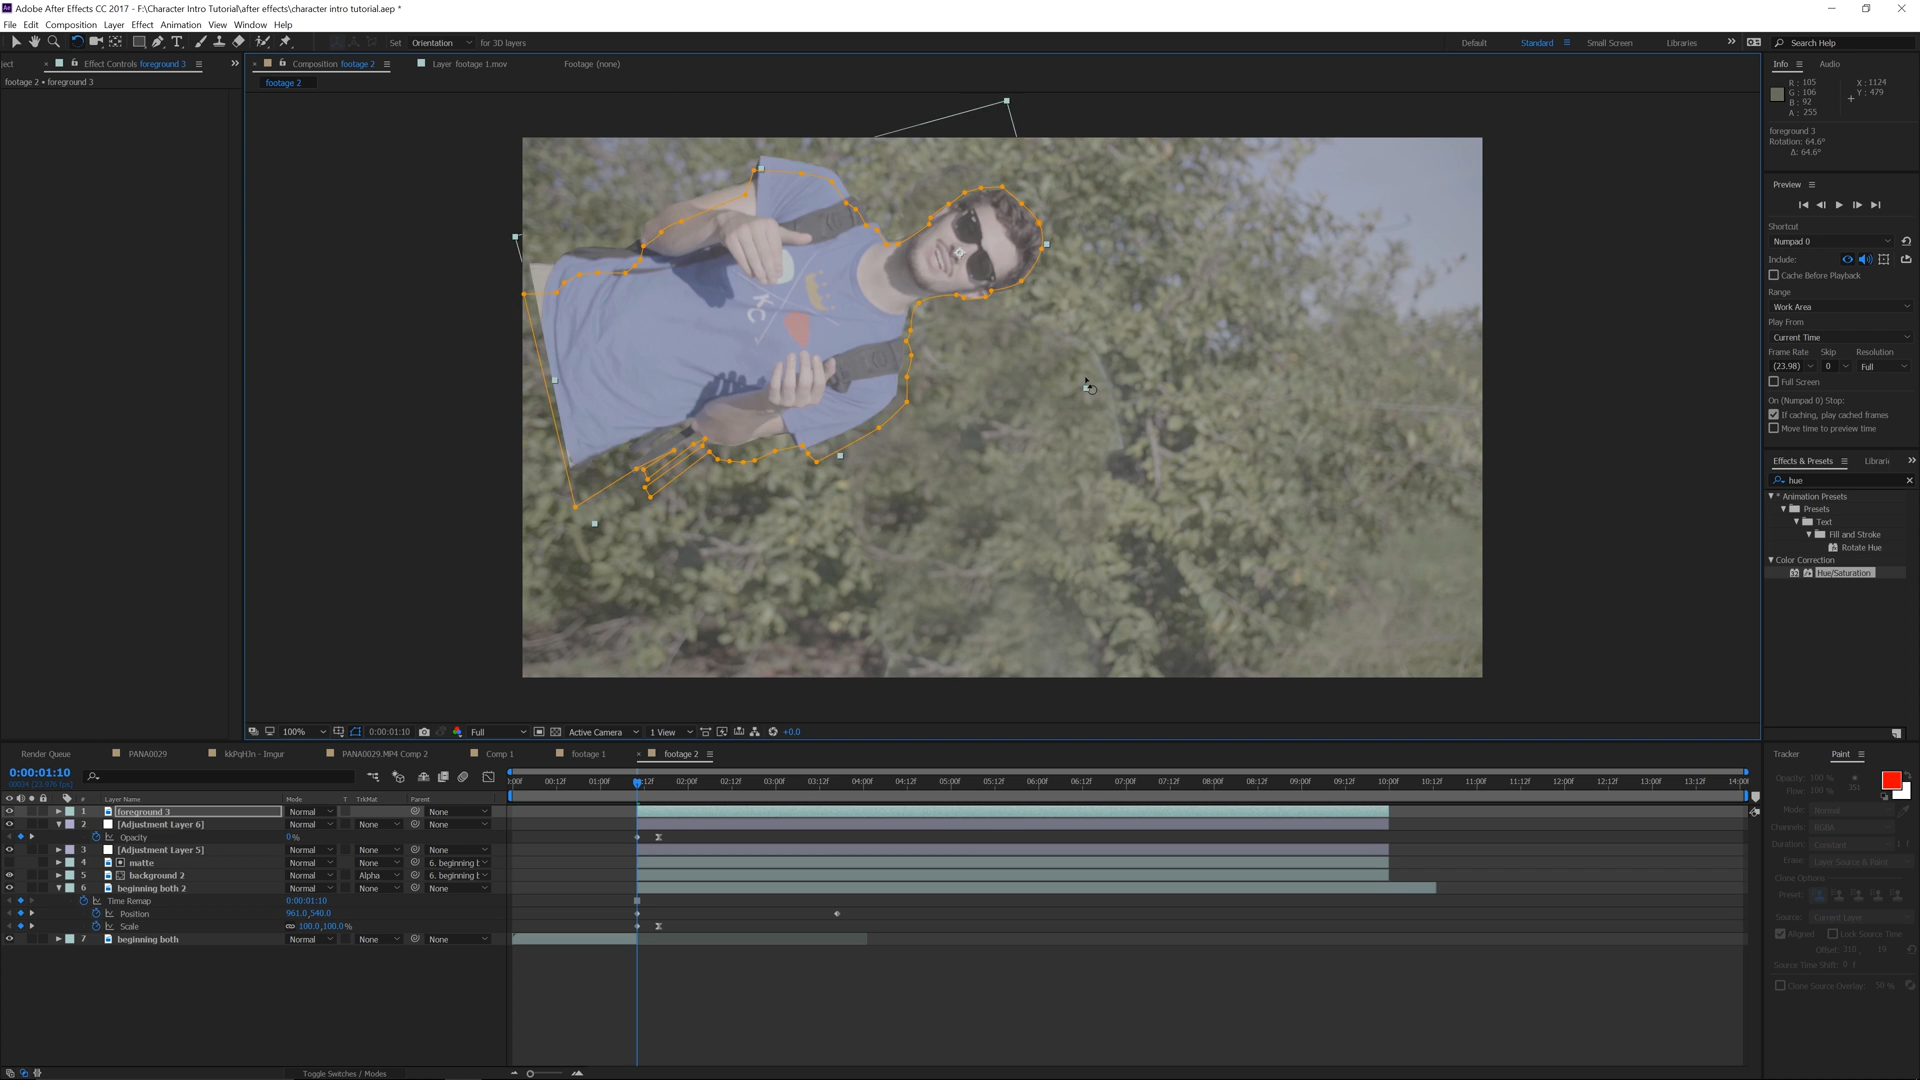 Adobe After Effects CC 2017 - F:\Character Intro Tutorial\after effects\character intro tutorial.aep *
File Edit Composition Layer Effect Animation View Window Help
Set Orientation for 3D layers
Default Standard Small Screen Libraries Search Help
ject Effect Controls foreground 3
Composition footage 2 Layer footage 1.mov Footage (none)
footage 2 • foreground 3
footage 2
KC
Info Audio
R : 105
G : 106
B : 92
A : 255
X : 1124
Y : 479
foreground 3
Rotation: 64.6°
Δ: 64.6°
Preview
Shortcut
Numpad 0
Include:
Cache Before Playback
Range
Work Area
Play From
Current Time
Frame Rate Skip Resolution
(23.98) 0 Full
Full Screen
On (Numpad 0) Stop:
If caching, play cached frames
Move time to preview time
Effects & Presets Librari
hue
* Animation Presets
Presets
Text
Fill and Stroke
Rotate Hue
Color Correction
Hue/Saturation
100% 0:00:01:10 Full Active Camera 1 View +0.0
Render Queue PANA0029 kkPqHJn - Imgur PANA0029.MP4 Comp 2 Comp 1 footage 1 footage 2
0:00:01:10
# Layer Name Mode T TrkMat Parent
:00f 00:12f 01:00f 02:00f 02:12f 03:00f 03:12f 04:00f 04:12f 05:00f 05:12f 06:00f 06:12f 07:00f 07:12f 08:00f 08:12f 09:00f 09:12f 10:00f 10:12f 11:00f 11:12f 12:00f 12:12f 13:00f 13:12f 14:00f
1 foreground 3 Normal None
2 [Adjustment Layer 6] Normal None None
Opacity 0%
3 [Adjustment Layer 5] Normal None None
4 matte Normal None 6. beginning t
5 background 2 Normal Alpha 6. beginning t
6 beginning both 2 Normal None None
Time Remap 0:00:01:10
Position 961.0,540.0
Scale 100.0,100.0%
7 beginning both Normal None None
Toggle Switches / Modes
Tracker Paint
Opacity: 100 %
Flow: 100 %
351
Mode: Normal
Channels: RGBA
Duration: Constant
Erase: Layer Source & Paint
Clone Options
Preset:
Source: Current Layer
Aligned Lock Source Time
Offset: 310 , 19
Source Time Shift: 0 f
Clone Source Overlay: 50 %